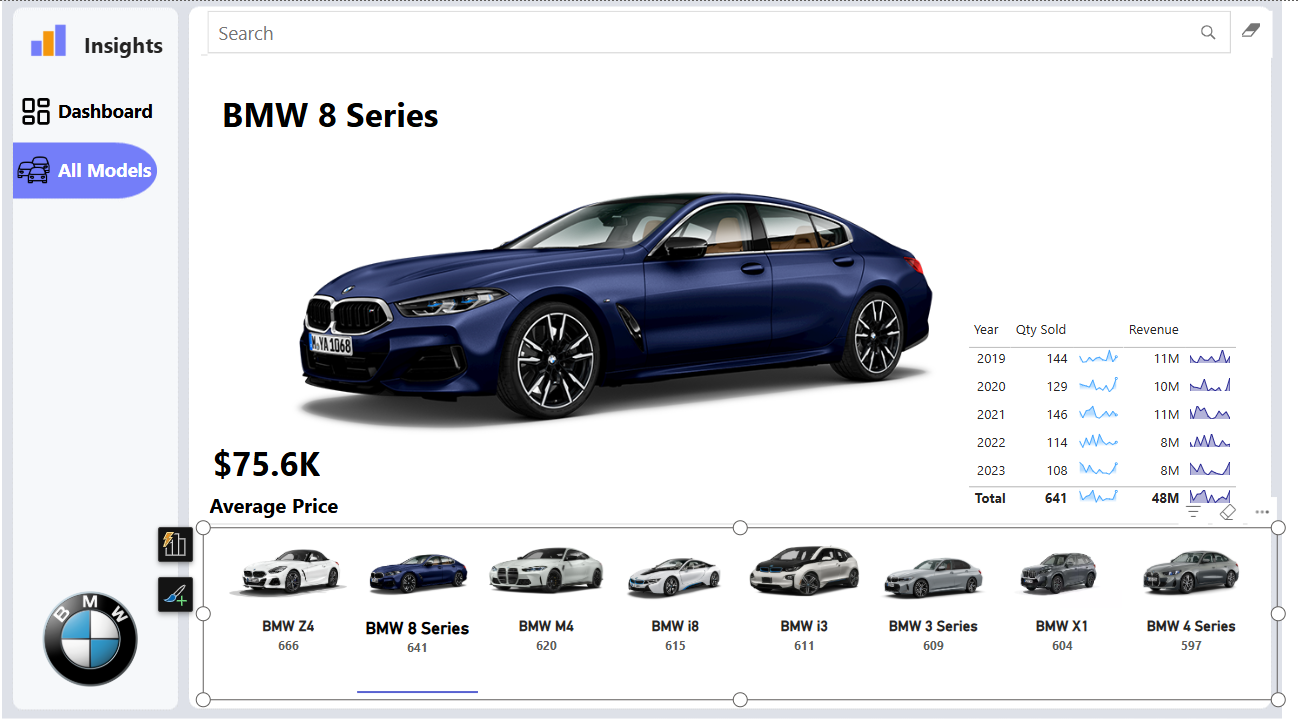 Insights
Dashboard
All Models
Search
BMW 8 Series
X·YA 1068
Year Qty Sold Revenue
2019 144 11M
2020 129 10M
2021 146 11M
2022 114 8M
2023 108 8M
Total 641 48M
$75.6K
Average Price
BMW Z4 BMW 8 Series BMW M4 BMW i8 BMW i3 BMW 3 Series BMW X1 BMW 4 Series
666 641 620 615 611 609 604 597
BMW